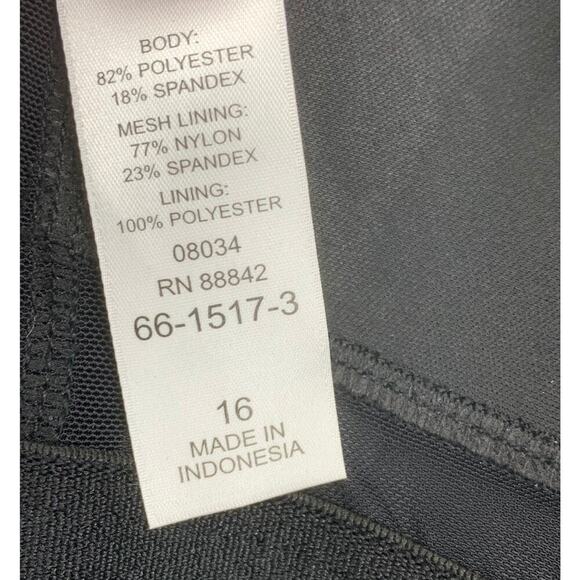 BODY:
82% POLYESTER
18% SPANDEX
MESH LINING:
77% NYLON
23% SPANDEX
LINING:
100% POLYESTER
08034
RN 88842
66-1517-3
16
MADE IN
INDONESIA